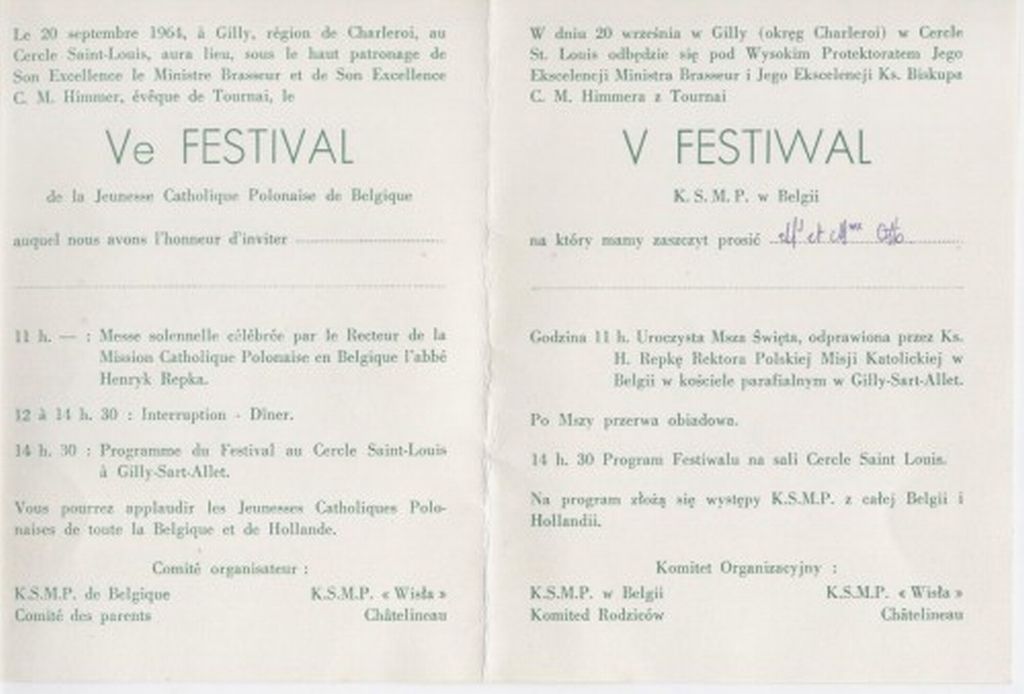 Le 20 septembre 1964, à Gilly, région de Charleroi, au
Cercle Saint-Louis, aura lieu, sous le haut patronage de
Son Excellence le Ministre Brasseur et de Son Excellence
C. M. Himmer, évêque de Tournai, le
Ve FESTIVAL
de la Jeunesse Catholique Polonaise de Belgique
auquel nous avons l'honneur d'inviter
11 h. — : Messe solennelle célébrée par le Recteur de la
Mission Catholique Polonaise en Belgique l'abbé
Henryk Repka.
12 à 14 h. 30 : Interruption - Dîner.
14 h. 30 : Programme du Festival au Cercle Saint-Louis
à Gilly-Sart-Allet.
Vous pourrez applaudir les Jeunesses Catholiques Polo-
naises de toute la Belgique et de Hollande.
Comité organisateur :
K.S.M.P. de Belgique K.S.M.P. « Wisła »
Comité des parents Châtelineau
W dniu 20 września w Gilly (okręg Charleroi) w Cercle
St. Louis odbędzie się pod Wysokim Protektoratem Jego
Ekscelencji Ministra Brasseur i Jego Ekscelencji Ks. Biskupa
C. M. Himmera z Tournai
V FESTIWAL
K. S. M. P. w Belgii
na który mamy zaszczyt prosić et
Godzina 11 h. Uroczysta Msza Święta, odprawiona przez Ks.
H. Repkę Rektora Polskiej Misji Katolickiej w
Belgii w kościele parafialnym w Gilly-Sart-Allet.
Po Mszy przerwa obiadowa.
14 h. 30 Program Festiwalu na sali Cercle Saint Louis.
Na program złożą się występy K.S.M.P. z całej Belgii i
Hollandii.
Komitet Organizacyjny :
K.S.M.P. w Belgii K.S.M.P. « Wisła »
Komited Rodziców Châtelineau